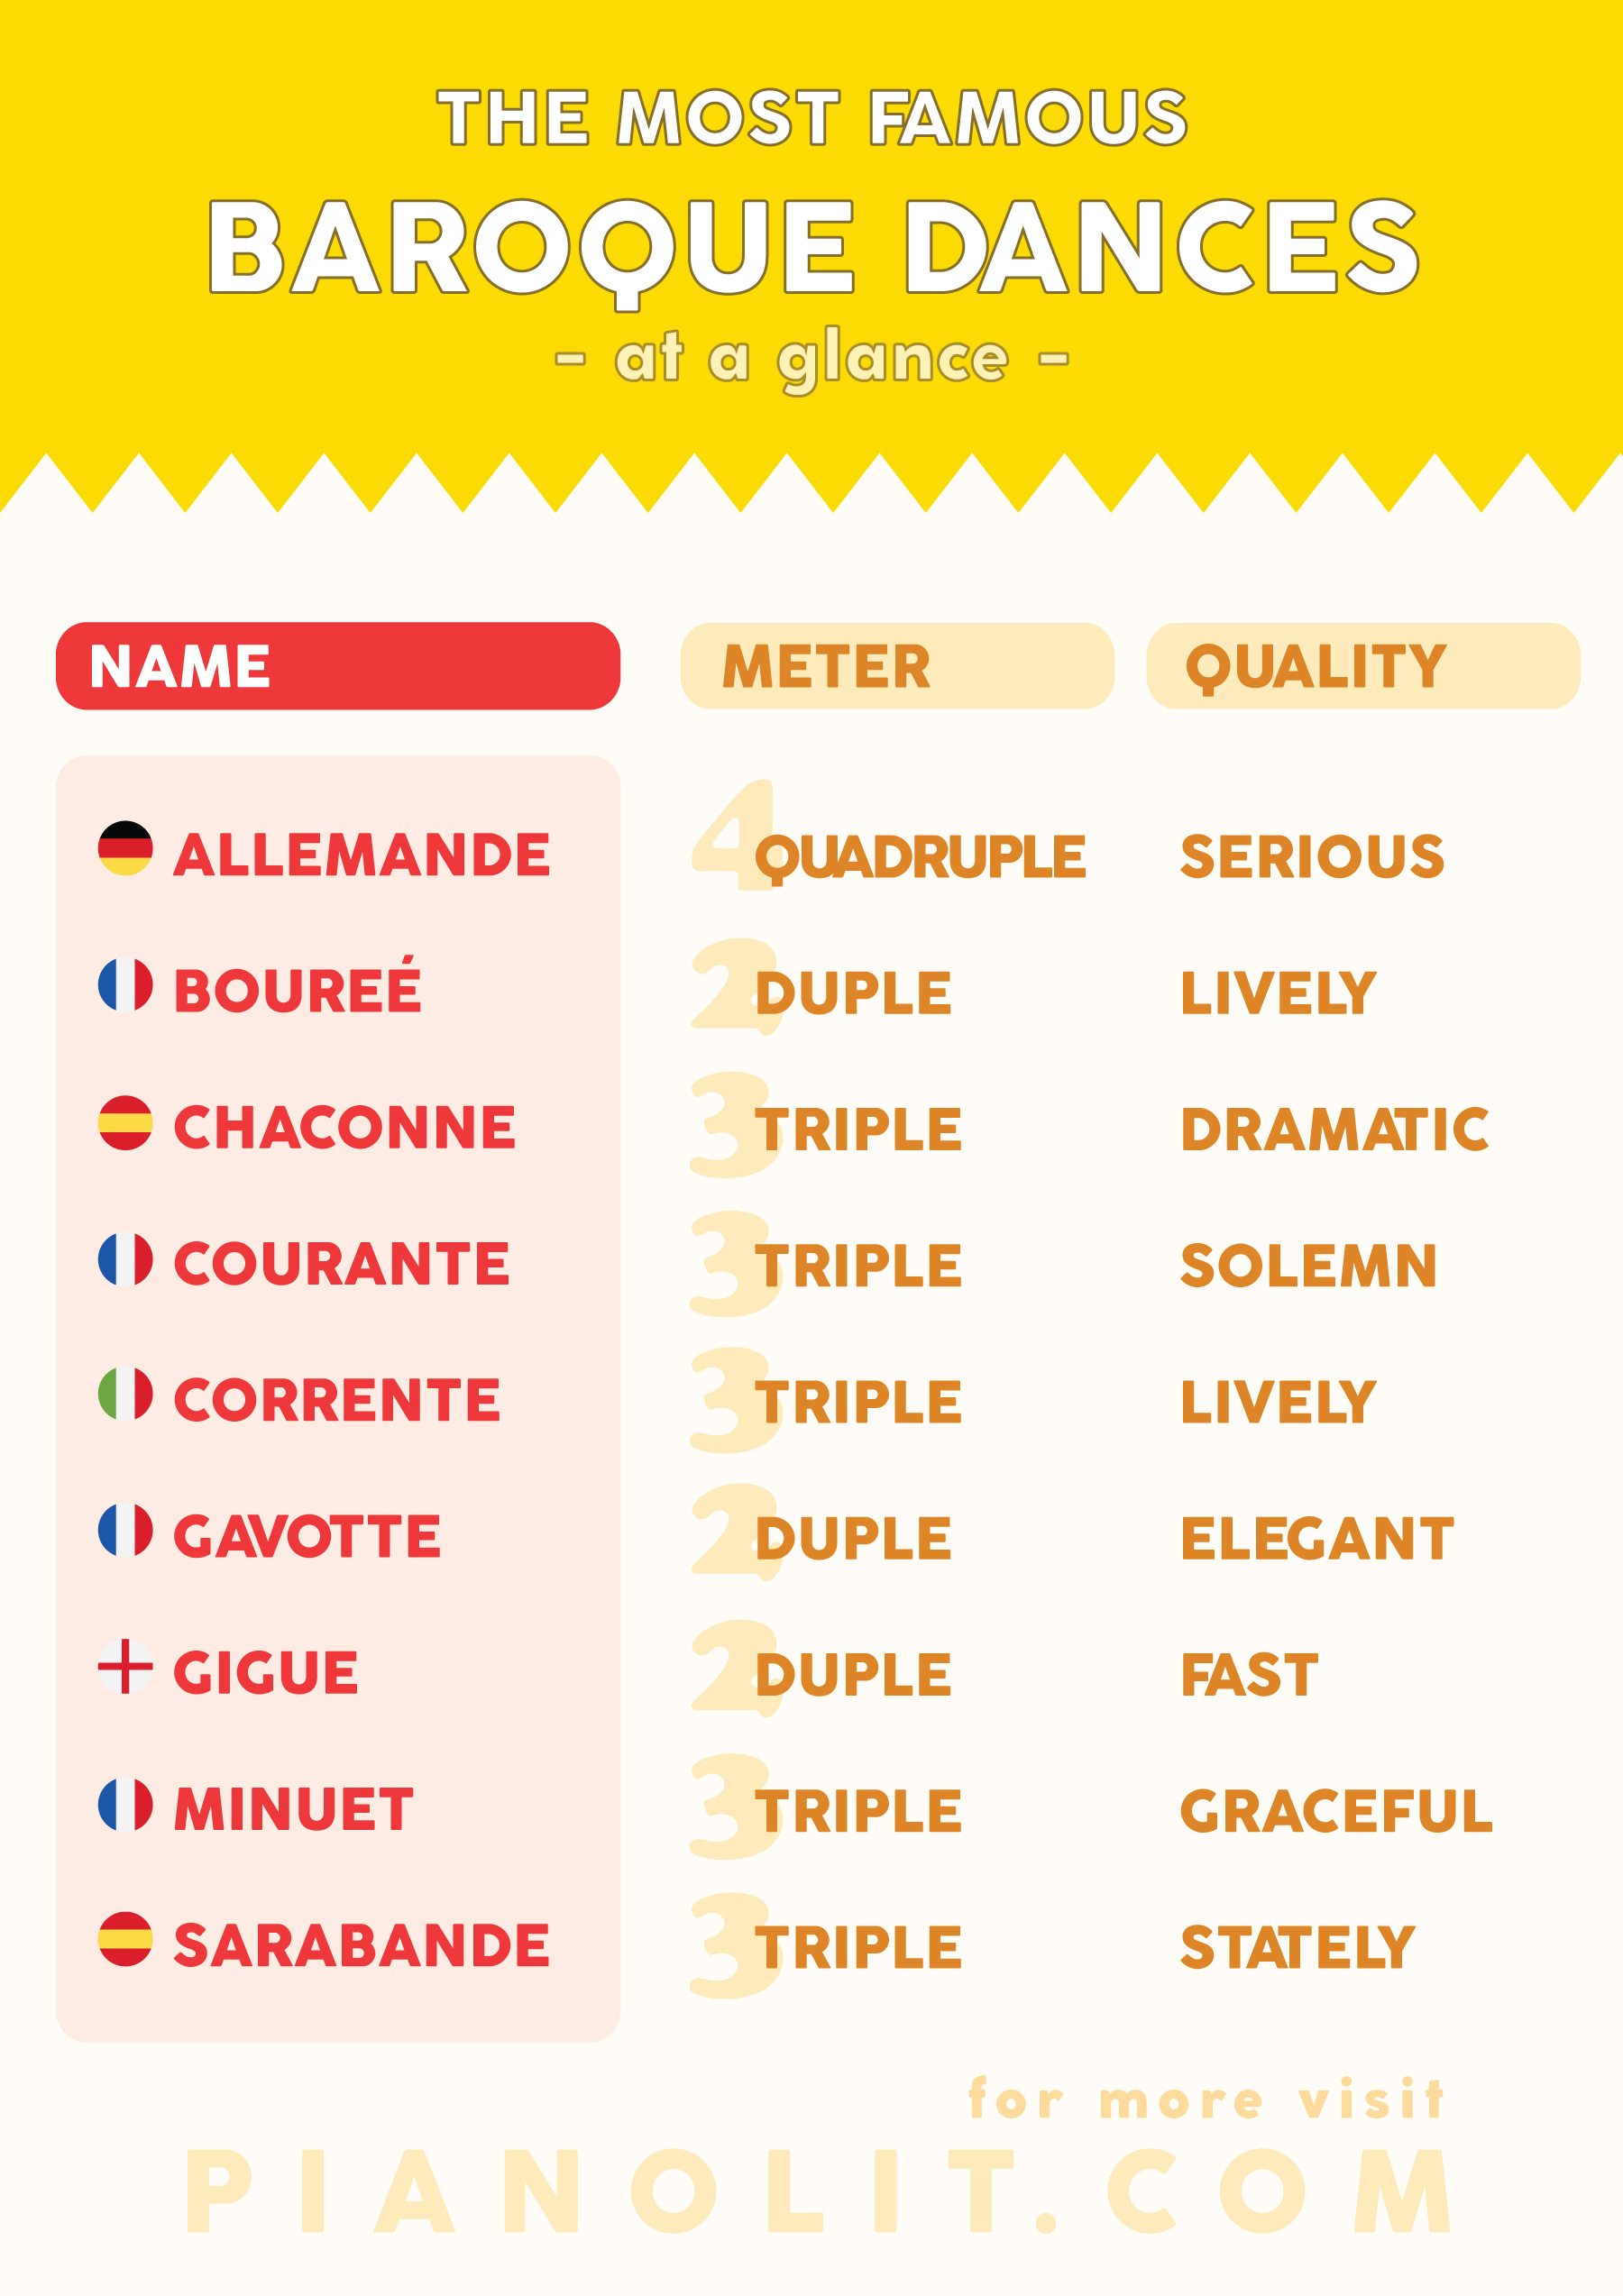 THE MOST FAMOUS
BAROQUE DANCES
- at a glance -
NAME METER QUALITY
ALLEMANDE 4 QUADRUPLE SERIOUS
BOUREÉ 2 DUPLE LIVELY
CHACONNE 3 TRIPLE DRAMATIC
COURANTE 3 TRIPLE SOLEMN
CORRENTE 3 TRIPLE LIVELY
GAVOTTE 2 DUPLE ELEGANT
GIGUE 2 DUPLE FAST
MINUET 3 TRIPLE GRACEFUL
SARABANDE 3 TRIPLE STATELY
for more visit
PIANOLIT.COM